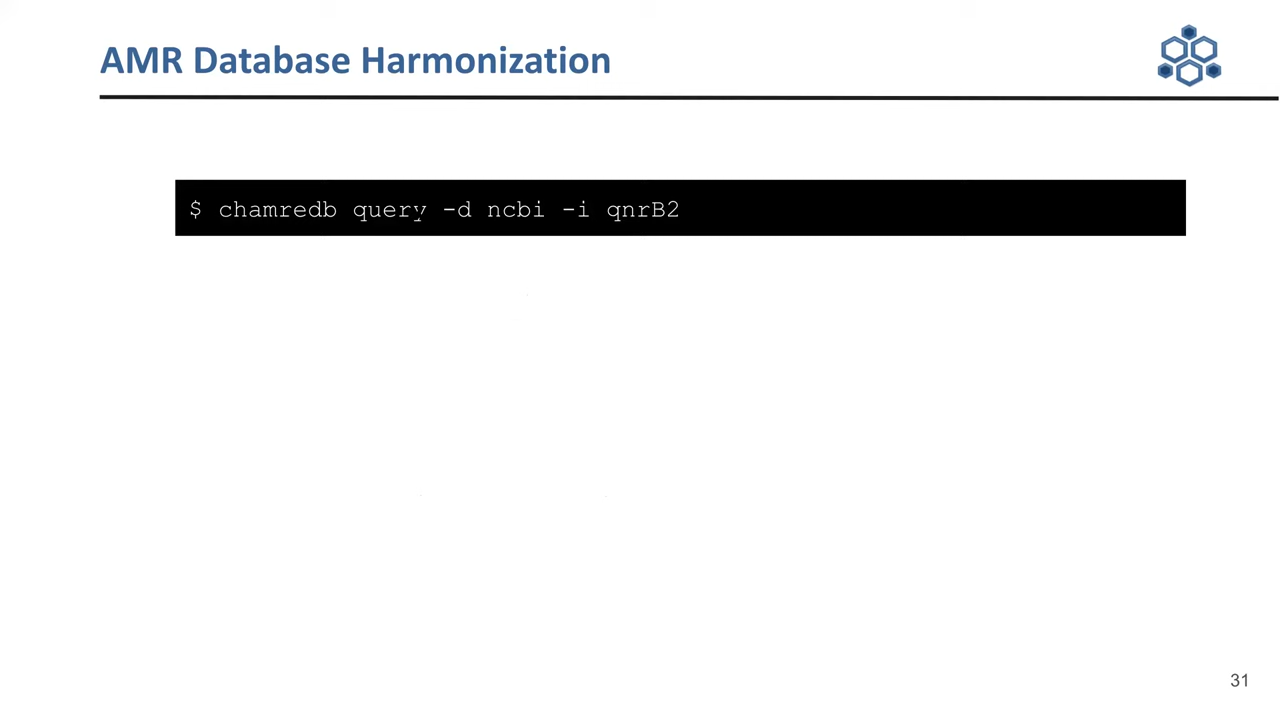 AMR Database Harmonization
$ chamredb query -d ncbi -i qnrB2
31